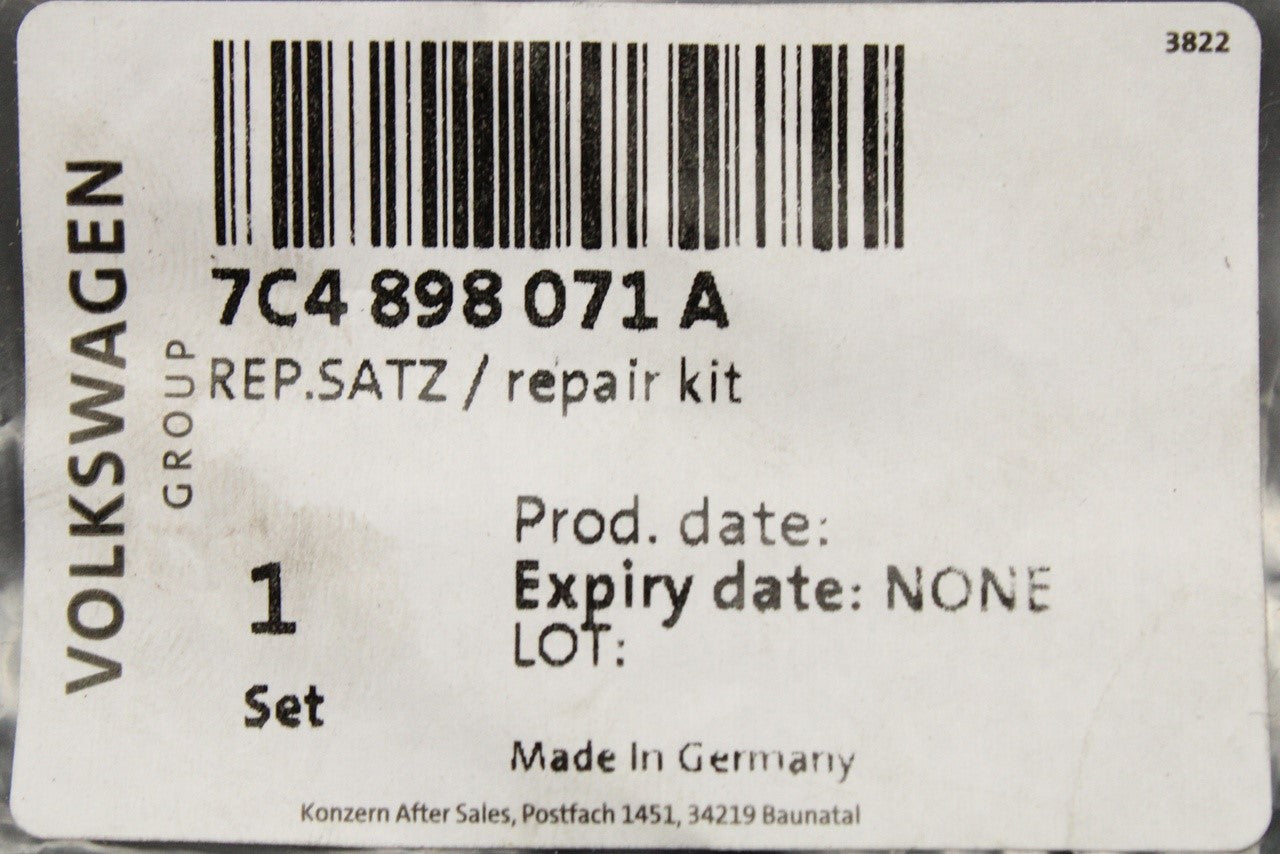 3822
VOLKSWAGEN
GROUP
7C4 898 071 A
REP.SATZ / repair kit
Prod. date:
Expiry date: NONE
LOT:
1
Set
Made In Germany
Konzern After Sales, Postfach 1451, 34219 Baunatal